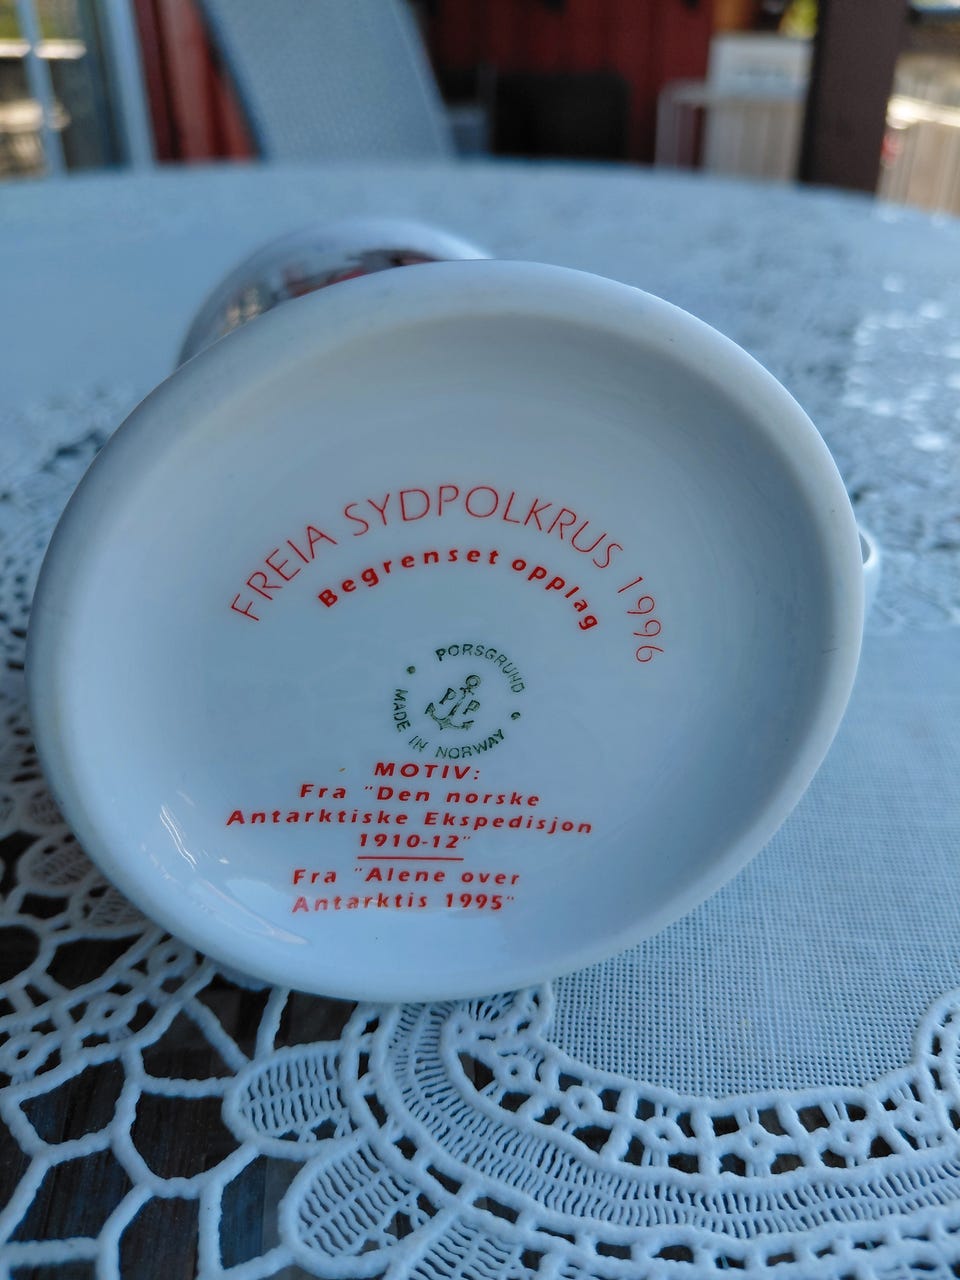 FREIA SYDPOLKRUS 1996
Begrenset opplag
PORSGRUND
PP
MADE IN NORWAY
MOTIV:
Fra "Den norske
Antarktiske Ekspedisjon
1910-12"
Fra "Alene over
Antarktis 1995"